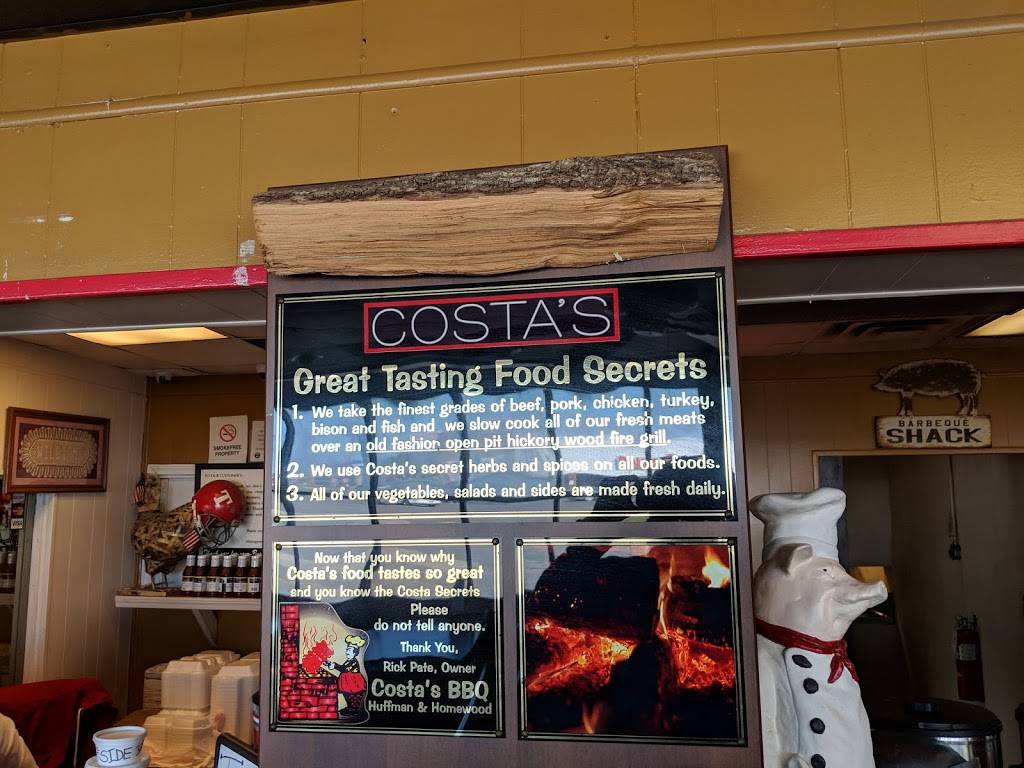 COSTA'S
Great Tasting Food Secrets
1. We take the finest grades of beef, pork, chicken, turkey,
bison and fish and we slow cook all of our fresh meats
over an old fashior open pit hickory wood fire grill.
2. We use Costa's secret herbs and spices on all our foods.
3. All of our vegetables, salads and sides are made fresh daily.
Now that you know why
Costa's food tastes so great
and you know the Costa Secrets
Please
do not tell anyone.
Thank You,
Rick Pate, Owner
Costa's BBQ
Huffman & Homewood
SMOKEFREE
PROPERTY
T
VISA
SIDE
BARBEQUE
SHACK